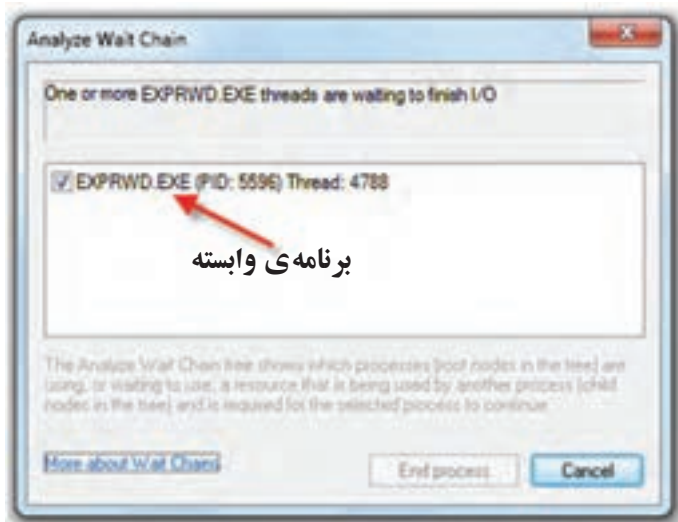 Analyze Wait Chain
One or more EXPRWD.EXE threads are waiting to finish I/O
EXPRWD.EXE (PID: 5596) Thread: 4788
برنامه‌ی وابسته
The Analyze Wait Chain tree shows which processes (root nodes in the tree) are
using, or waiting to use, a resource that is being used by another process (child
nodes in the tree) and is required for the selected process to continue.
More about Wait Chains
End process
Cancel